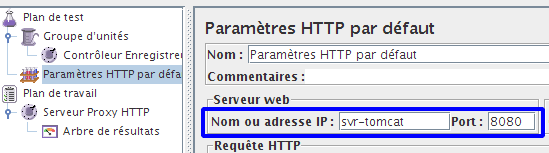 Plan de test
Groupe d'unités
Contrôleur Enregistre
Paramètres HTTP par défa
Plan de travail
Serveur Proxy HTTP
Arbre de résultats
Paramètres HTTP par défaut
Nom : Paramètres HTTP par défaut
Commentaires :
Serveur web
Nom ou adresse IP : svr-tomcat Port : 8080
Requête HTTP